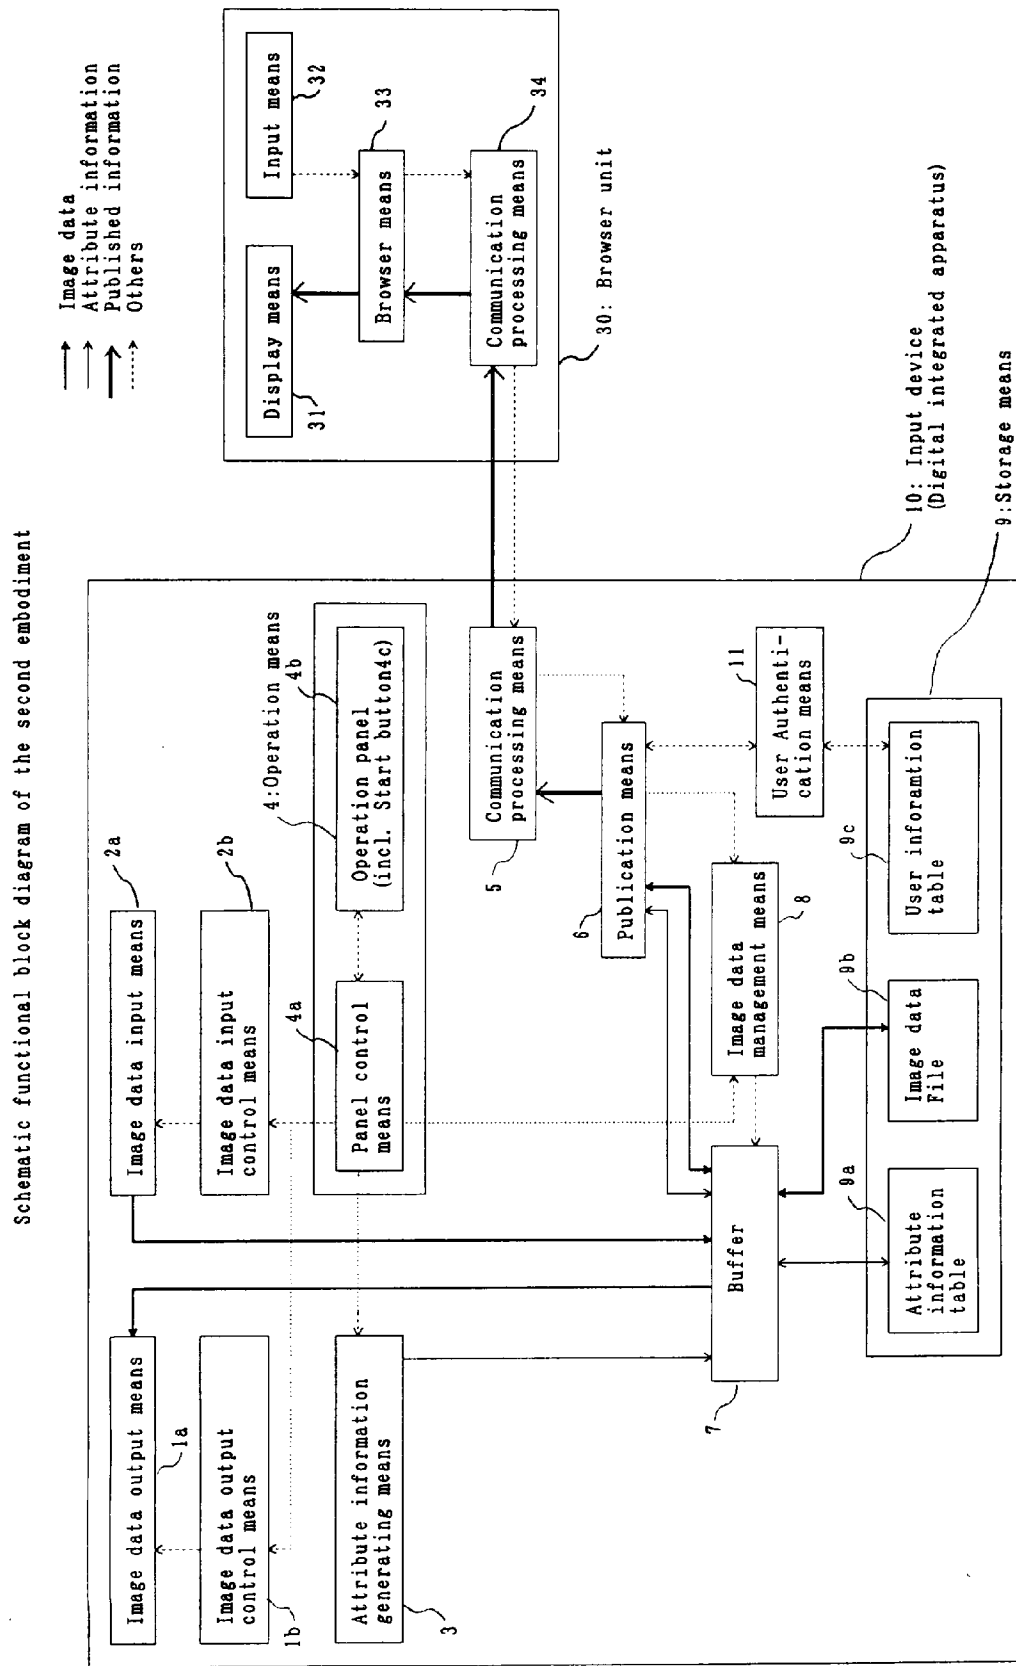 Schematic functional block diagram of the second embodiment
Image data
Attribute information
Published information
Others
Image data output means
1a
Image data output
control means
1b
Attribute information
generating means
3
Image data input means
2a
Image data input
control means
2b
4:Operation means
Panel control
means
4a
Operation panel
(incl. Start button4c)
4b
Communication
processing means
5
Publication means
6
Buffer
7
Image data
management means
8
User Authenti-
cation means
11
Attribute
information
table
9a
Image data
File
9b
User inforamtion
table
9c
10: Input device
(Digital integrated apparatus)
9:Storage means
Display means
31
Input means
32
Browser means
33
Communication
processing means
34
30: Browser unit